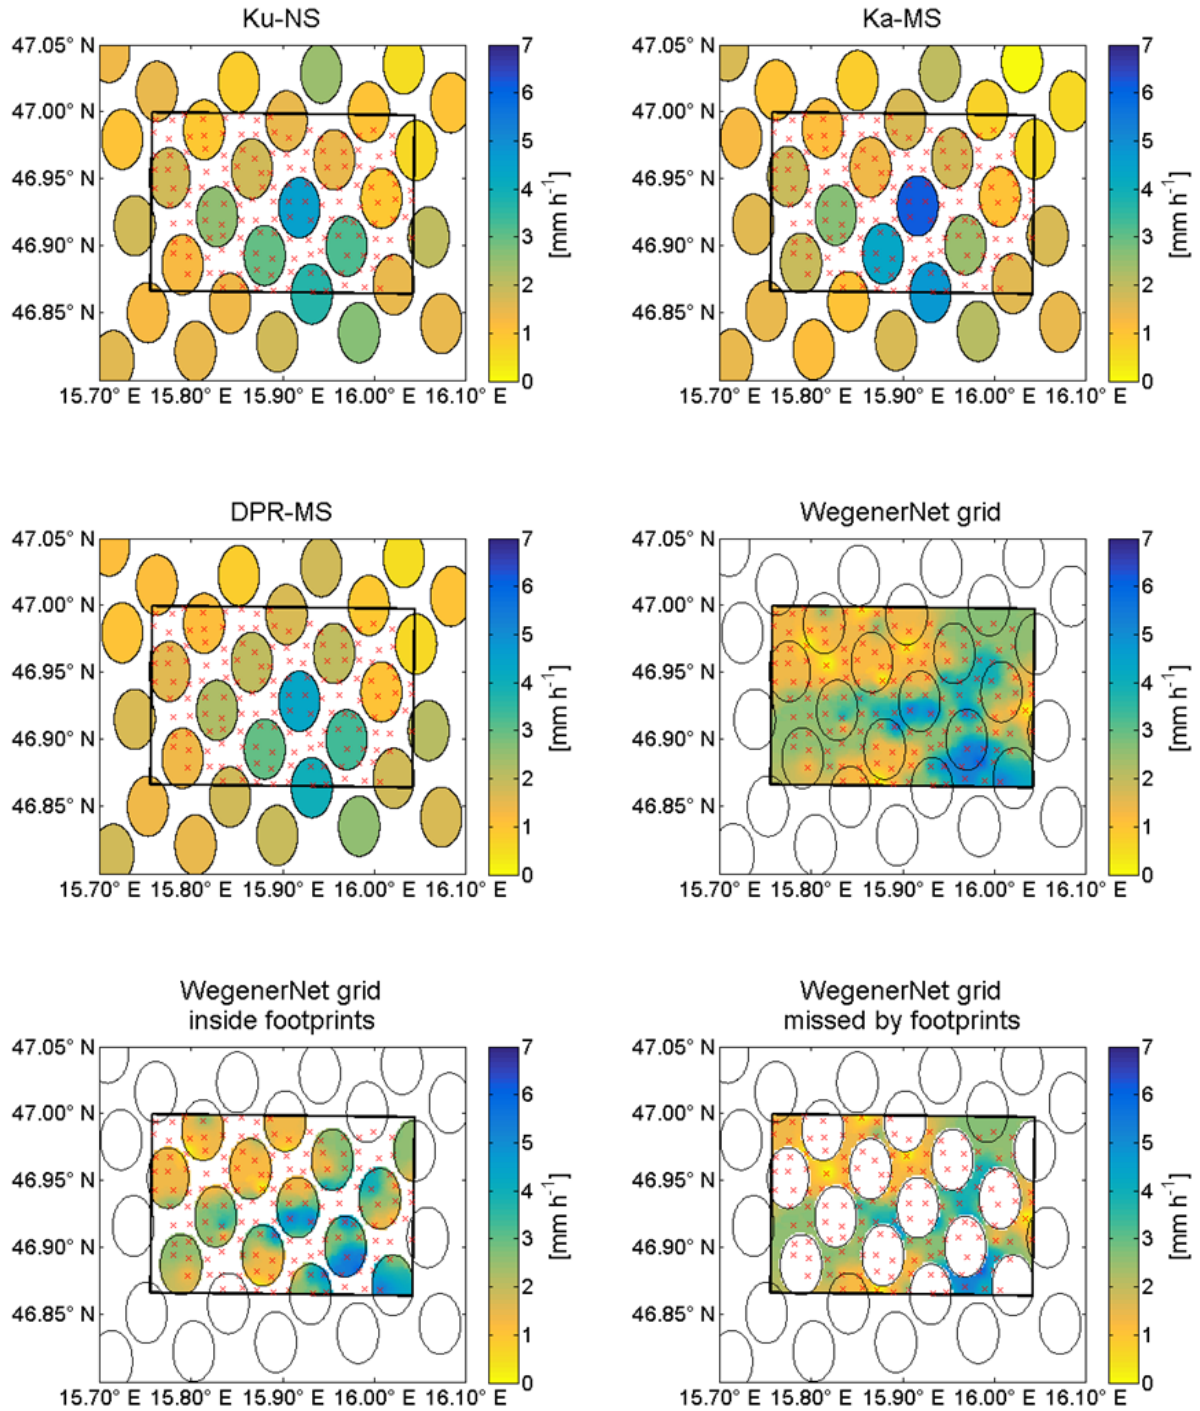 Ku-NS
Ka-MS
47.05° N
47.00° N
46.95° N
46.90° N
46.85° N
15.70° E 15.80° E 15.90° E 16.00° E 16.10° E
7
6
5
4
3
2
1
0
[mm h⁻¹]
47.05° N
47.00° N
46.95° N
46.90° N
46.85° N
15.70° E 15.80° E 15.90° E 16.00° E 16.10° E
7
6
5
4
3
2
1
0
[mm h⁻¹]
DPR-MS
WegenerNet grid
47.05° N
47.00° N
46.95° N
46.90° N
46.85° N
15.70° E 15.80° E 15.90° E 16.00° E 16.10° E
7
6
5
4
3
2
1
0
[mm h⁻¹]
47.05° N
47.00° N
46.95° N
46.90° N
46.85° N
15.70° E 15.80° E 15.90° E 16.00° E 16.10° E
7
6
5
4
3
2
1
0
[mm h⁻¹]
WegenerNet grid
inside footprints
WegenerNet grid
missed by footprints
47.05° N
47.00° N
46.95° N
46.90° N
46.85° N
15.70° E 15.80° E 15.90° E 16.00° E 16.10° E
7
6
5
4
3
2
1
0
[mm h⁻¹]
47.05° N
47.00° N
46.95° N
46.90° N
46.85° N
15.70° E 15.80° E 15.90° E 16.00° E 16.10° E
7
6
5
4
3
2
1
0
[mm h⁻¹]